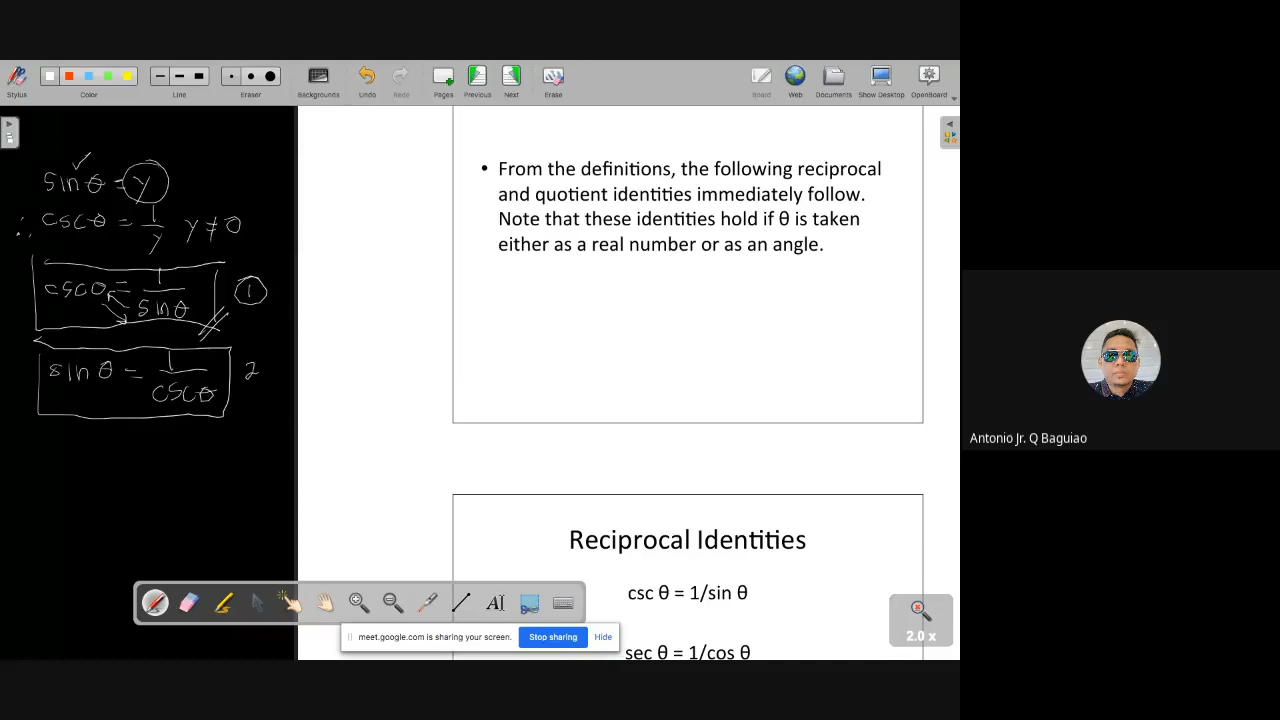 Stylus
Color
Line
Eraser
Backgrounds
Undo
Redo
Pages
Previous
Next
Erase
Board
Web
Documents
Show Desktop
OpenBoard
sin θ = y
∴ csc θ = 1/y y ≠ 0
csc θ = 1/sin θ 1
sin θ = 1/csc θ 2
• From the definitions, the following reciprocal
and quotient identities immediately follow.
Note that these identities hold if θ is taken
either as a real number or as an angle.
Reciprocal Identities
csc θ = 1/sin θ
sec θ = 1/cos θ
meet.google.com is sharing your screen.
Stop sharing
Hide
2.0 x
Antonio Jr. Q Baguiao